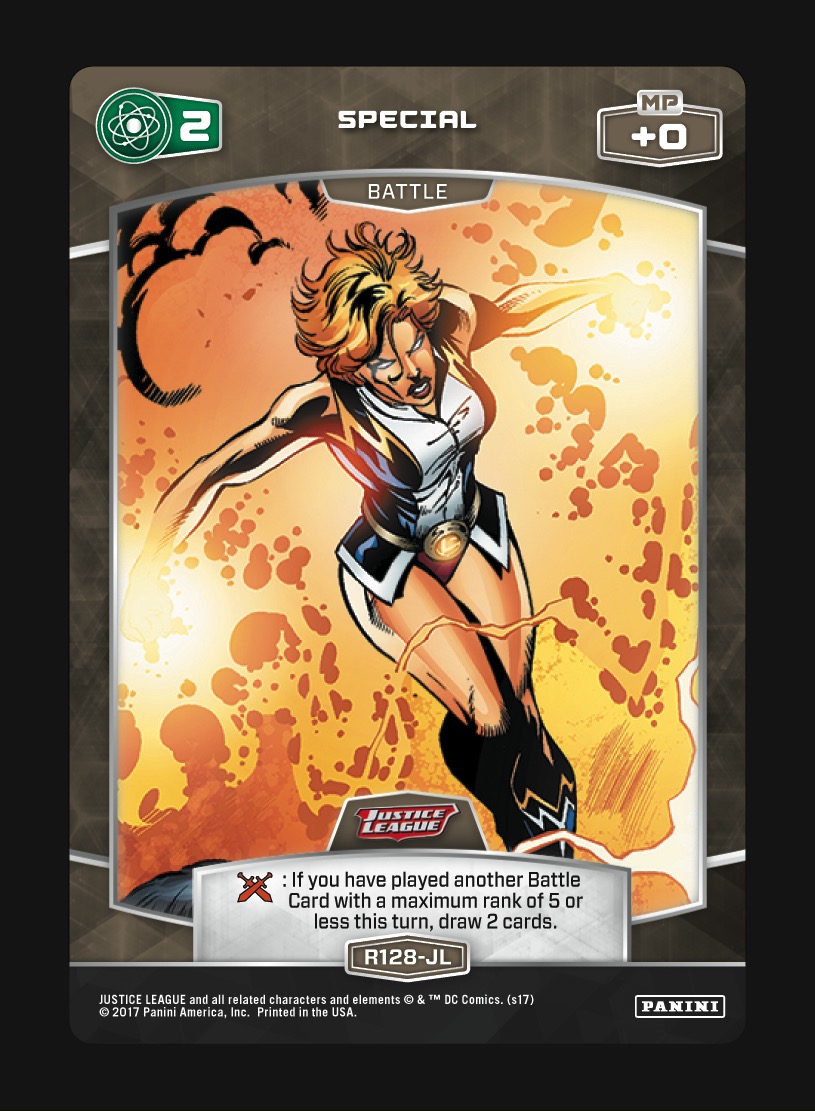 2
SPECIAL
MP
+0
BATTLE
JUSTICE
LEAGUE
: If you have played another Battle
Card with a maximum rank of 5 or
less this turn, draw 2 cards.
R128-JL
JUSTICE LEAGUE and all related characters and elements © & ™ DC Comics. (s17)
© 2017 Panini America, Inc. Printed in the USA.
PANINI